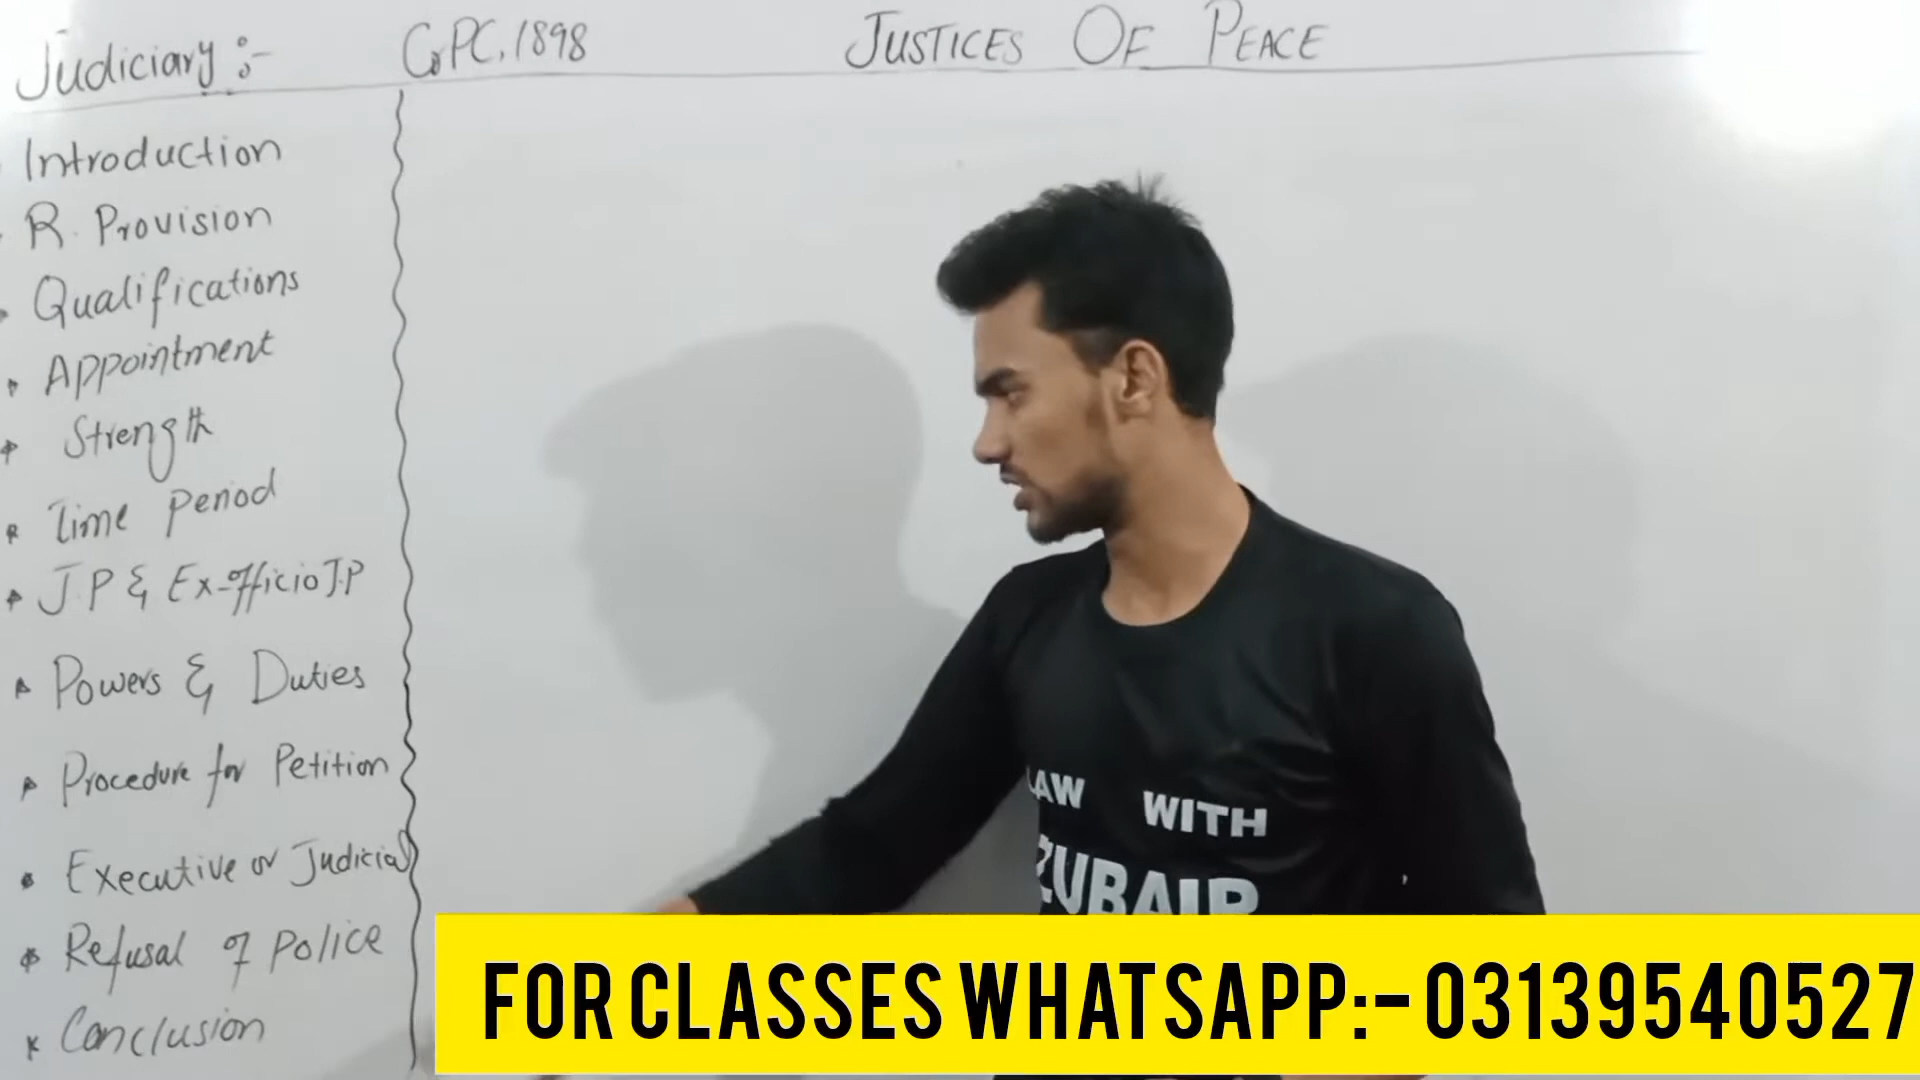 Judiciary :- CrPC, 1898 JUSTICES OF PEACE
Introduction
R. Provision
Qualifications
Appointment
Strength
Time Period
J.P & Ex-officio J.P
Powers & Duties
Procedure for Petition
Executive or Judicial
Refusal of Police
Conclusion
LAW WITH
ZUBAIR
FOR CLASSES WHATSAPP:- 03139540527